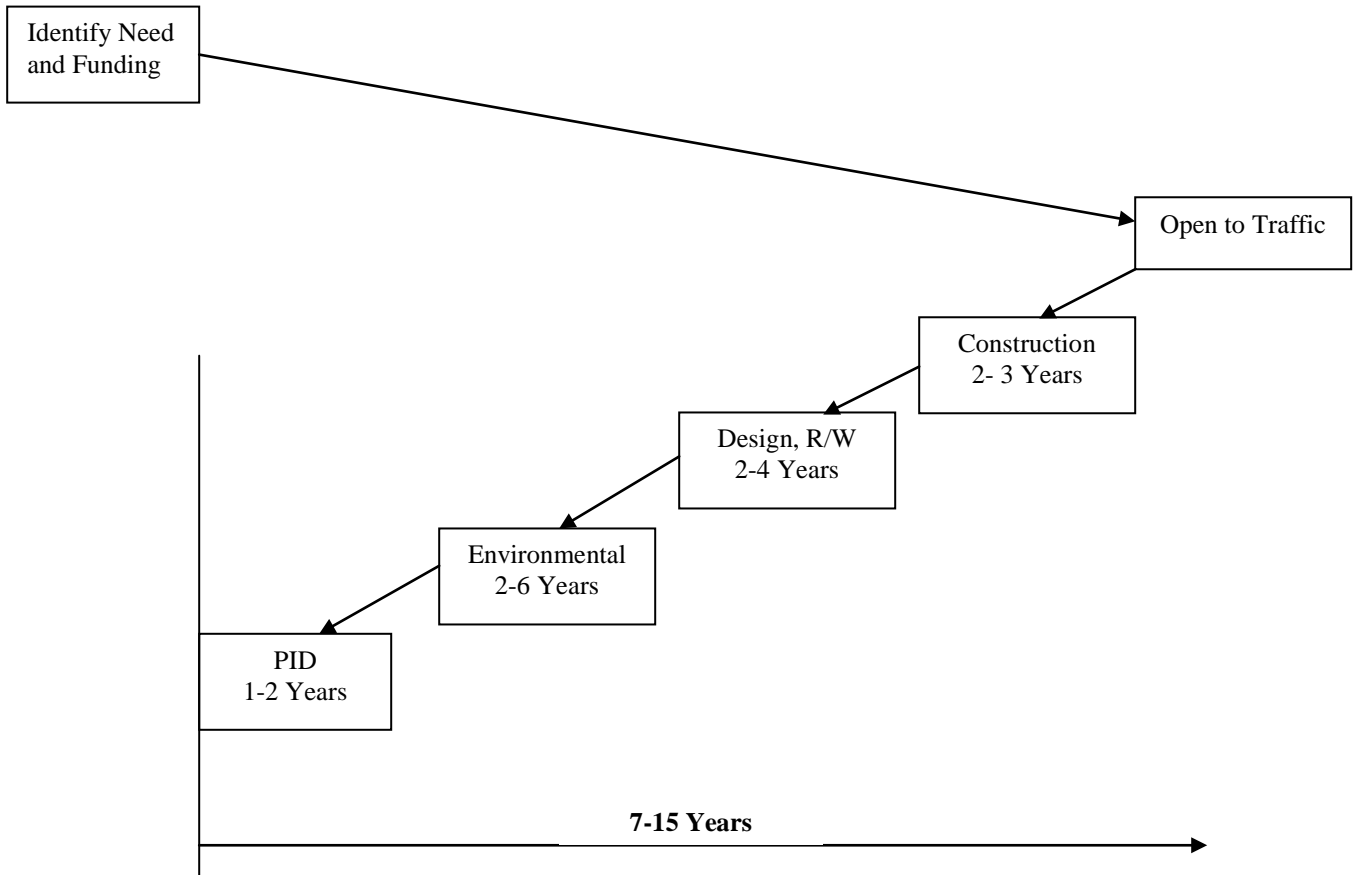 Identify Need
and Funding
Open to Traffic
Construction
2- 3 Years
Design, R/W
2-4 Years
Environmental
2-6 Years
PID
1-2 Years
7-15 Years